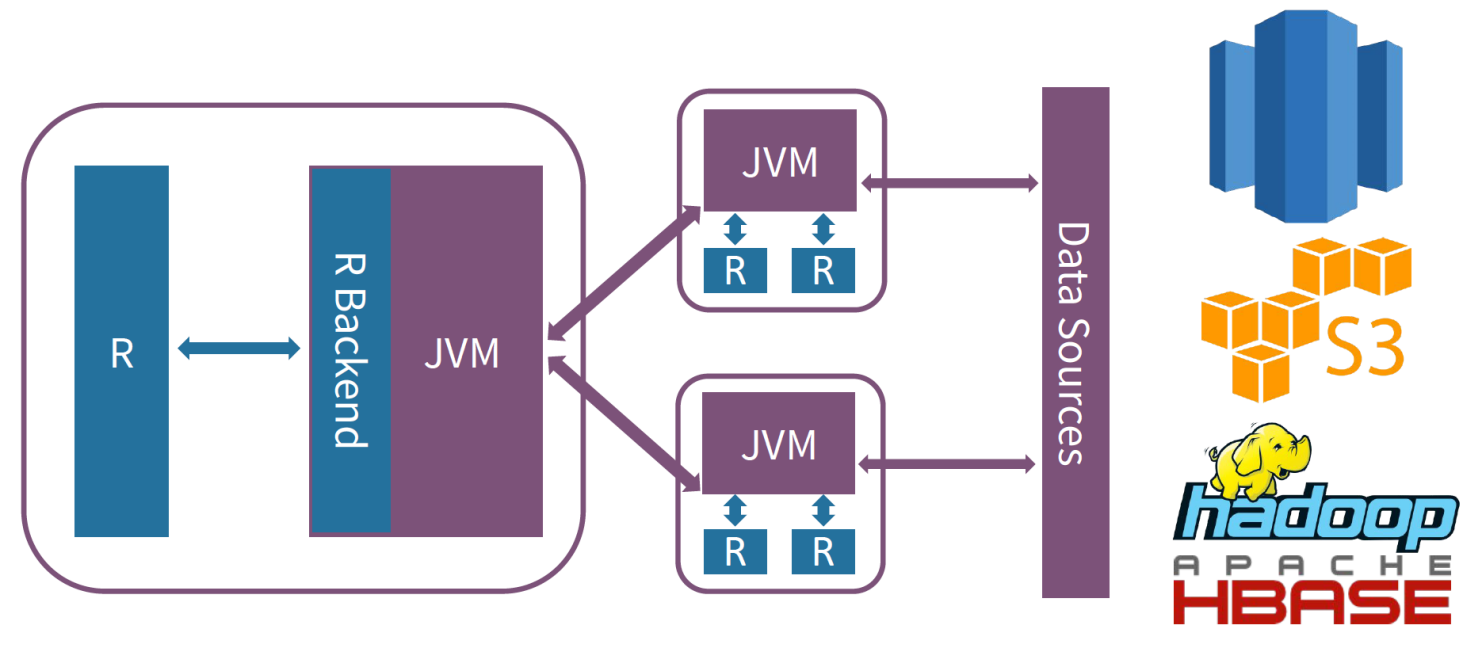 R
R Backend
JVM
JVM
R R
JVM
R R
Data Sources
S3
hadoop
APACHE
HBASE